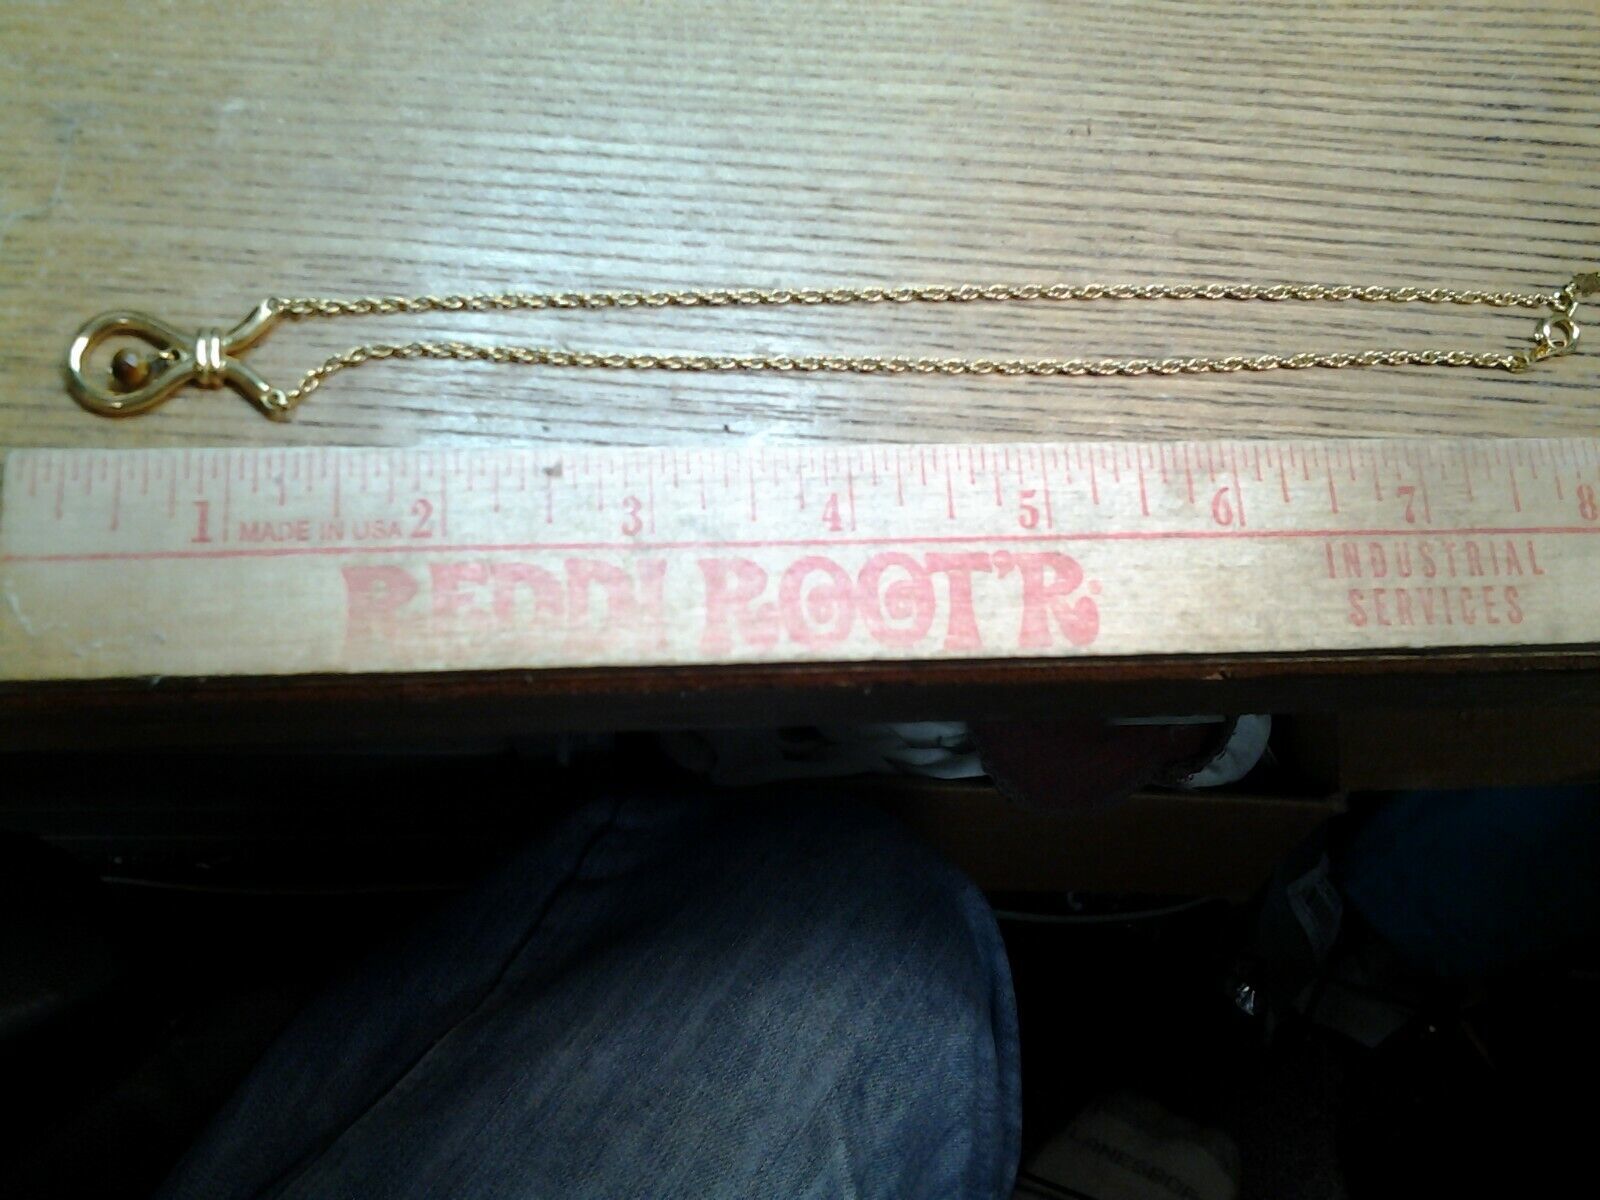 1 2 3 4 5 6 7 8
MADE IN USA
REDDI ROOT'R
INDUSTRIAL
SERVICES